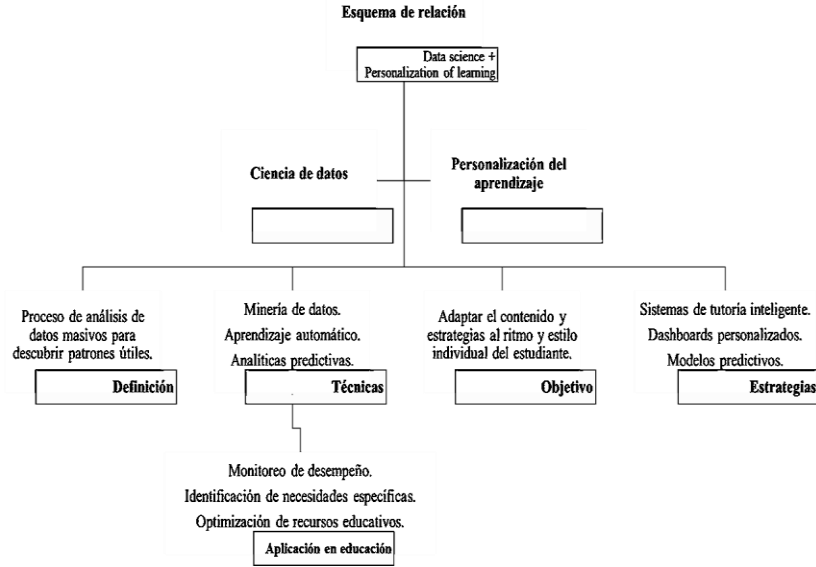 Esquema de relación
Data science +
Personalization of learning
Ciencia de datos
Personalización del
aprendizaje
Proceso de análisis de
datos masivos para
descubrir patrones útiles.
Definición
Minería de datos.
Aprendizaje automático.
Analíticas predictivas.
Técnicas
Adaptar el contenido y
estrategias al ritmo y estilo
individual del estudiante.
Objetivo
Sistemas de tutoría inteligente.
Dashboards personalizados.
Modelos predictivos.
Estrategias
Monitoreo de desempeño.
Identificación de necesidades específicas.
Optimización de recursos educativos.
Aplicación en educación